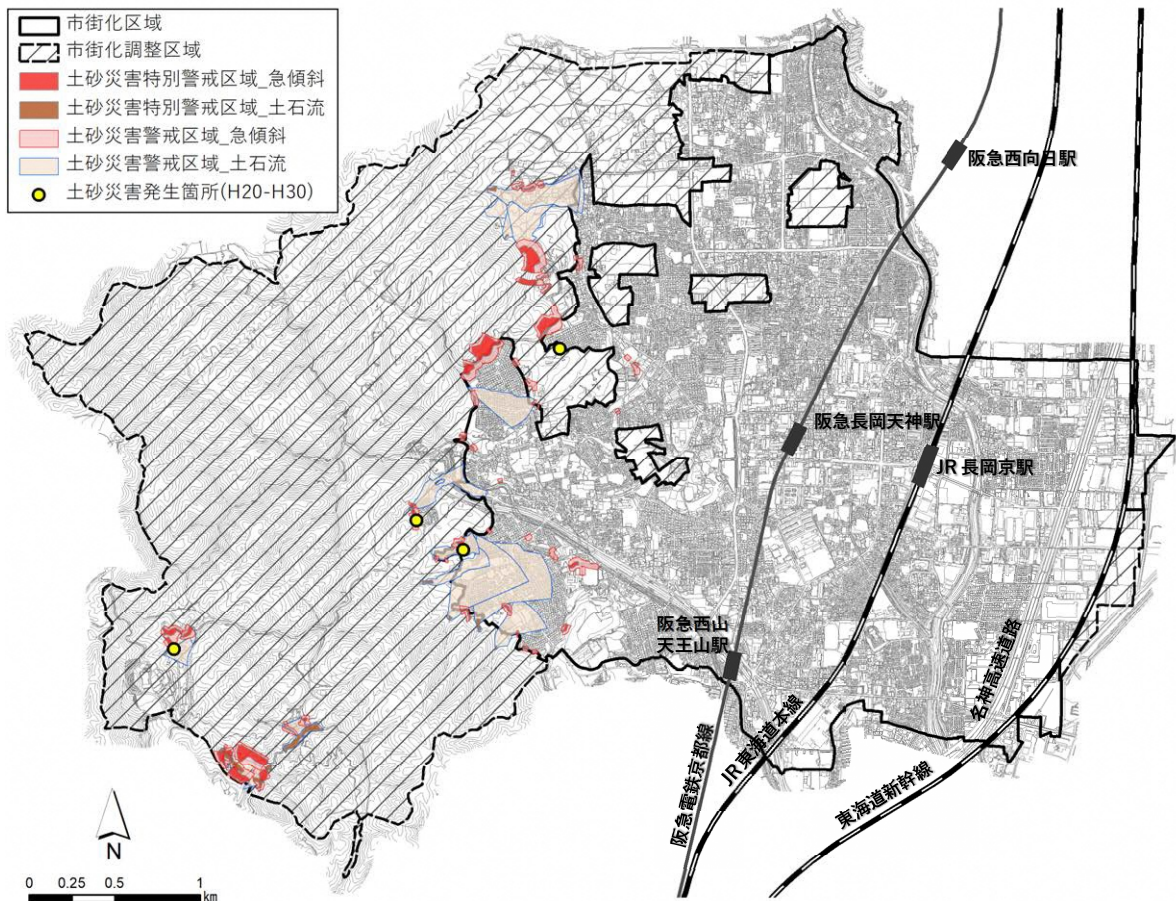 市街化区域
市街化調整区域
土砂災害特別警戒区域_急傾斜
土砂災害特別警戒区域_土石流
土砂災害警戒区域_急傾斜
土砂災害警戒区域_土石流
土砂災害発生箇所(H20-H30)
阪急西向日駅
阪急長岡天神駅
JR 長岡京駅
阪急西山
天王山駅
名神高速道路
JR東海道本線
阪急電鉄京都線
東海道新幹線
N
0 0.25 0.5 1
km